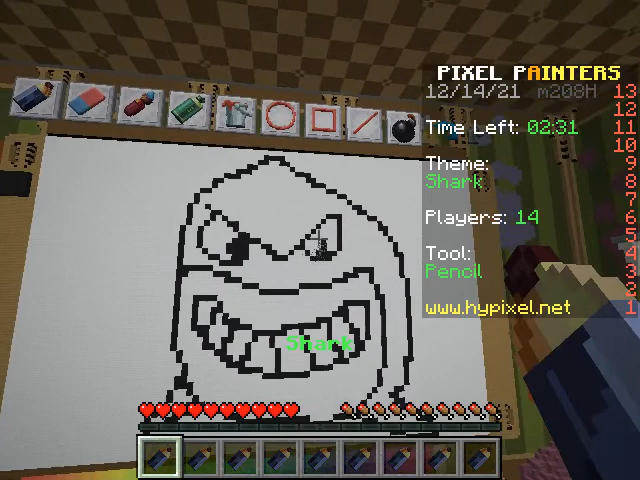 PIXEL PAINTERS
12/14/21 m208H 13
12
Time Left: 02:31 11
10
Theme: 9
Shark 8
7
Players: 14 6
5
Tool: 4
Pencil 3
2
www.hypixel.net 1
Shark